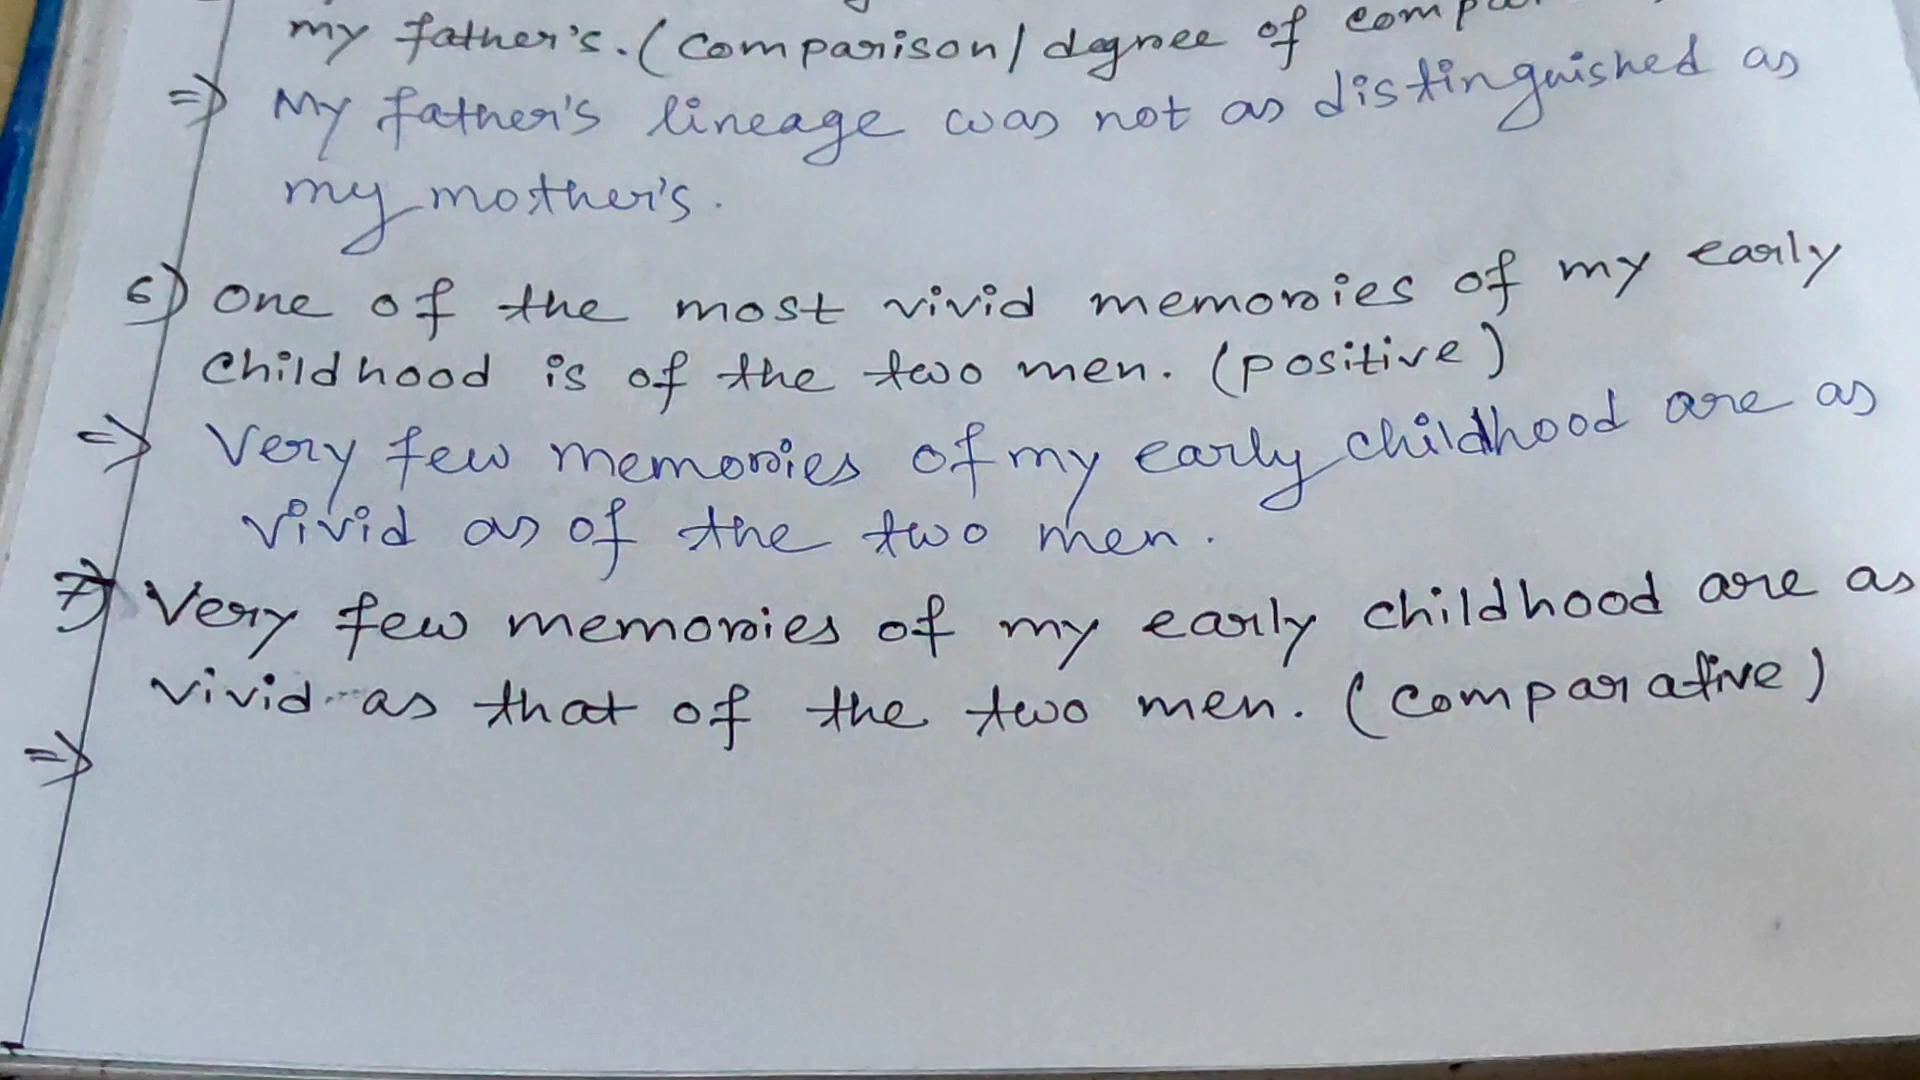 my father's. (comparison/ degree of
=> My father's lineage was not as distinguished as
my mother's.
6) One of the most vivid memories of my early
childhood is of the two men. (positive)
=> Very few memories of my early childhood are as
vivid as of the two men.
7) Very few memories of my early childhood are as
vivid as that of the two men. (comparative)
=>